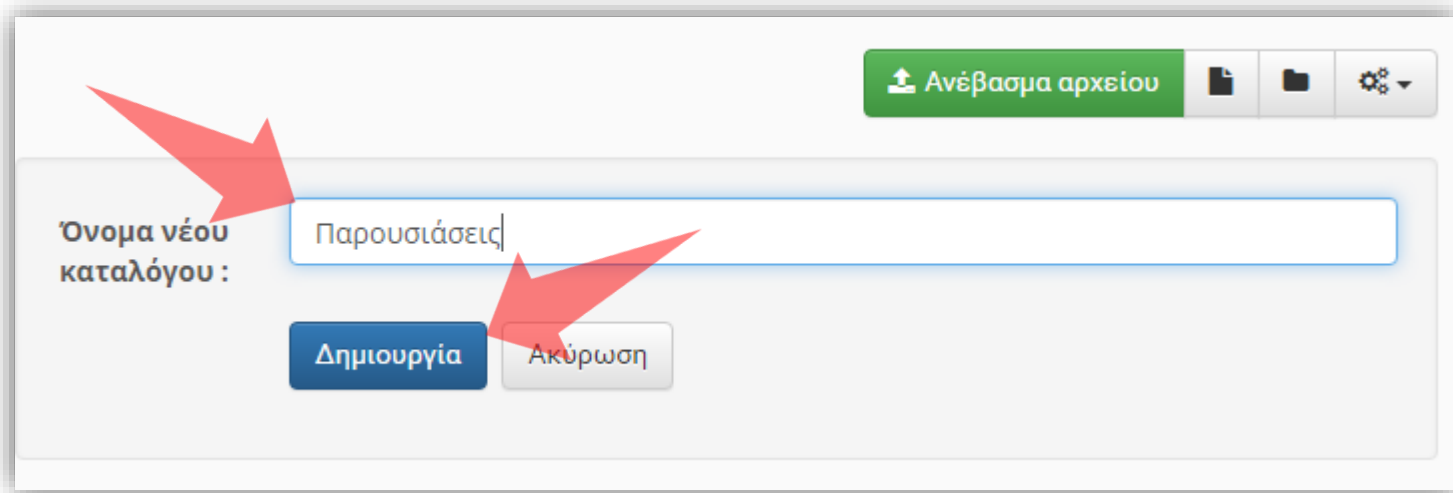 Ανέβασμα αρχείου
Όνομα νέου
καταλόγου :
Παρουσιάσεις
Δημιουργία
Ακύρωση